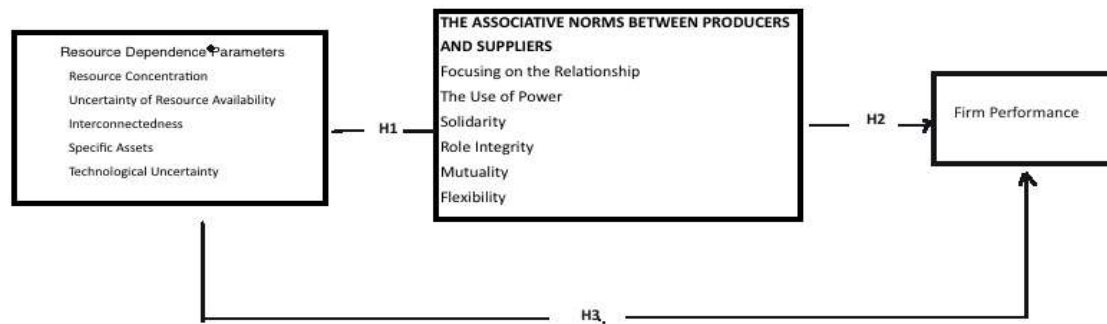 Resource Dependence Parameters
Resource Concentration
Uncertainty of Resource Availability
Interconnectedness
Specific Assets
Technological Uncertainty
H1
THE ASSOCIATIVE NORMS BETWEEN PRODUCERS
AND SUPPLIERS
Focusing on the Relationship
The Use of Power
Solidarity
Role Integrity
Mutuality
Flexibility
H2
Firm Performance
H3.